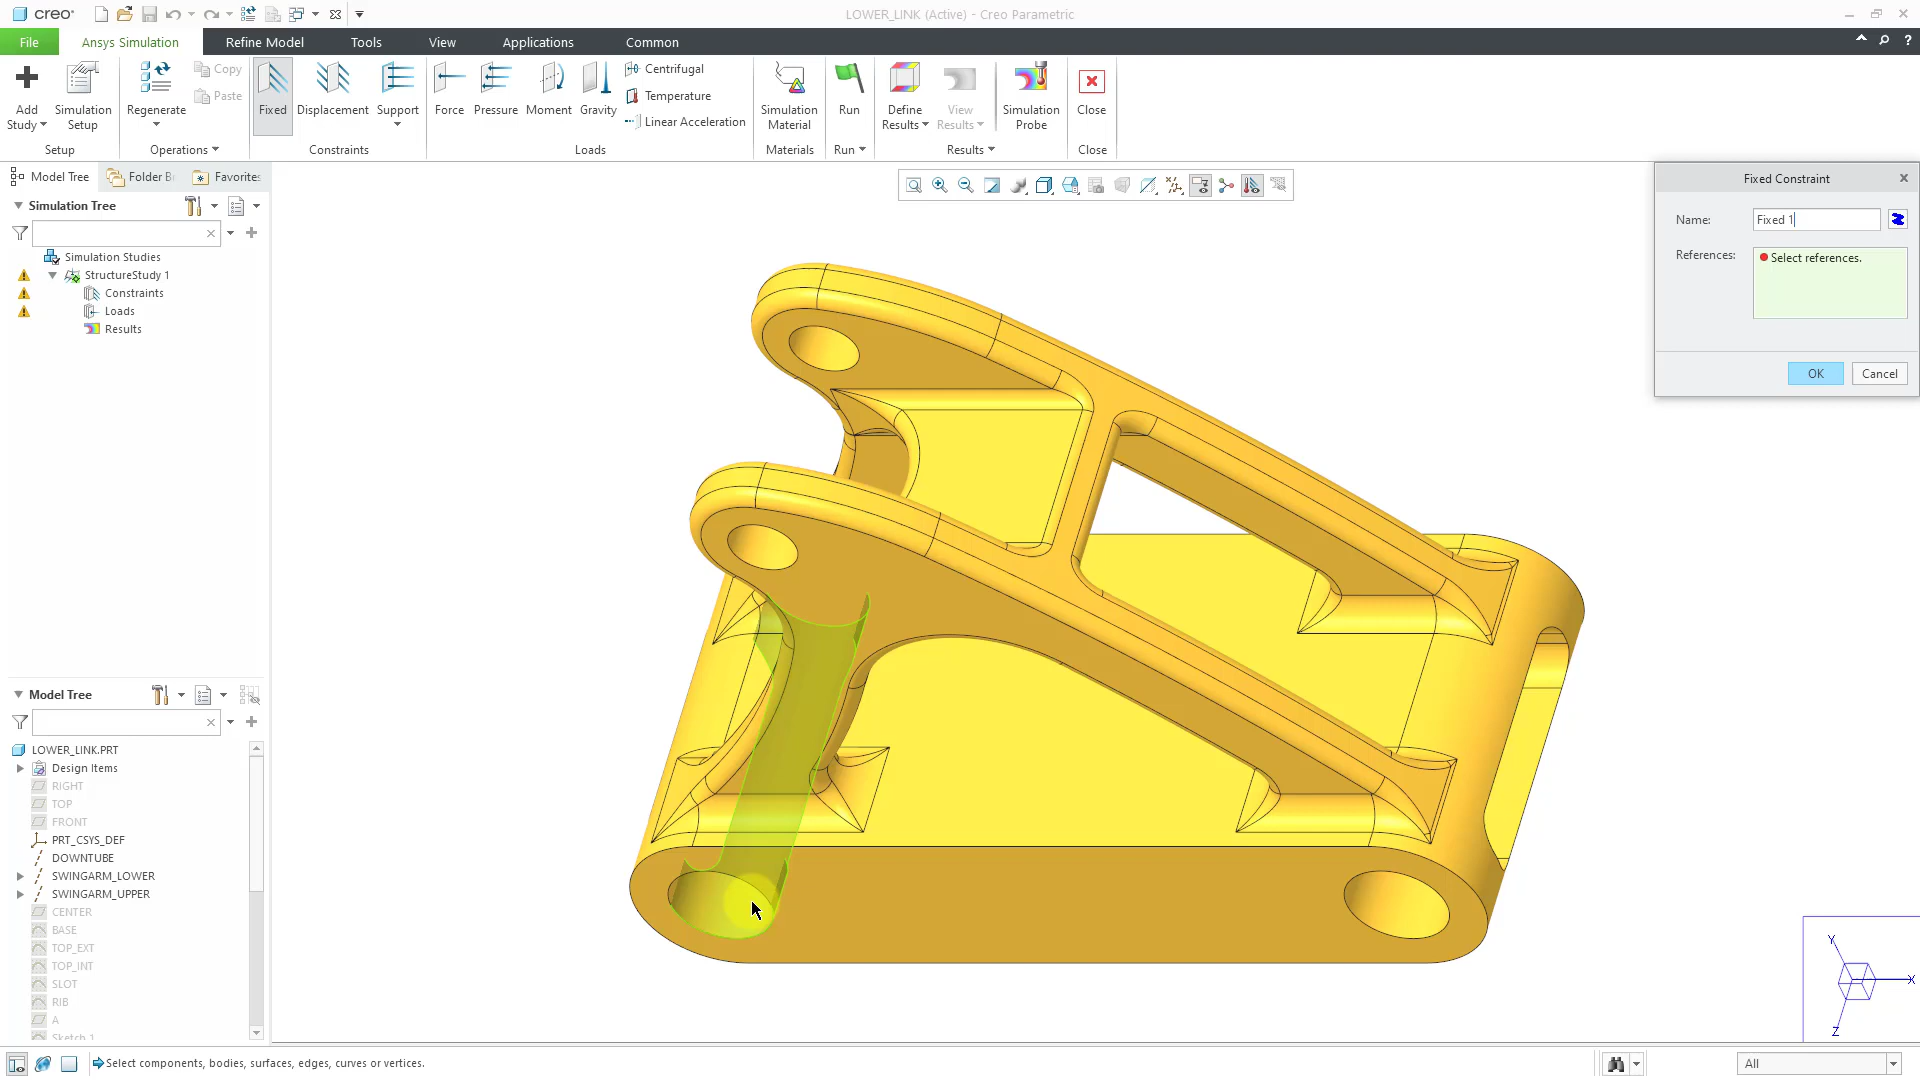 creo
LOWER_LINK (Active) - Creo Parametric
File
Ansys Simulation
Refine Model
Tools
View
Applications
Common
Add Study
Simulation Setup
Setup
Regenerate
Copy
Paste
Operations
Fixed
Displacement
Support
Constraints
Force
Pressure
Moment
Gravity
Centrifugal
Temperature
Linear Acceleration
Loads
Simulation Material
Materials
Run
Run
Define Results
View Results
Simulation Probe
Results
Close
Close
Model Tree
Folder B
Favorites
Simulation Tree
Simulation Studies
StructureStudy 1
Constraints
Loads
Results
Fixed Constraint
Name:
Fixed 1
References:
Select references.
OK
Cancel
Model Tree
LOWER_LINK.PRT
Design Items
RIGHT
TOP
FRONT
PRT_CSYS_DEF
DOWNTUBE
SWINGARM_LOWER
SWINGARM_UPPER
CENTER
BASE
TOP_EXT
TOP_INT
SLOT
RIB
A
Sketch 1
Y
X
Z
Select components, bodies, surfaces, edges, curves or vertices.
All